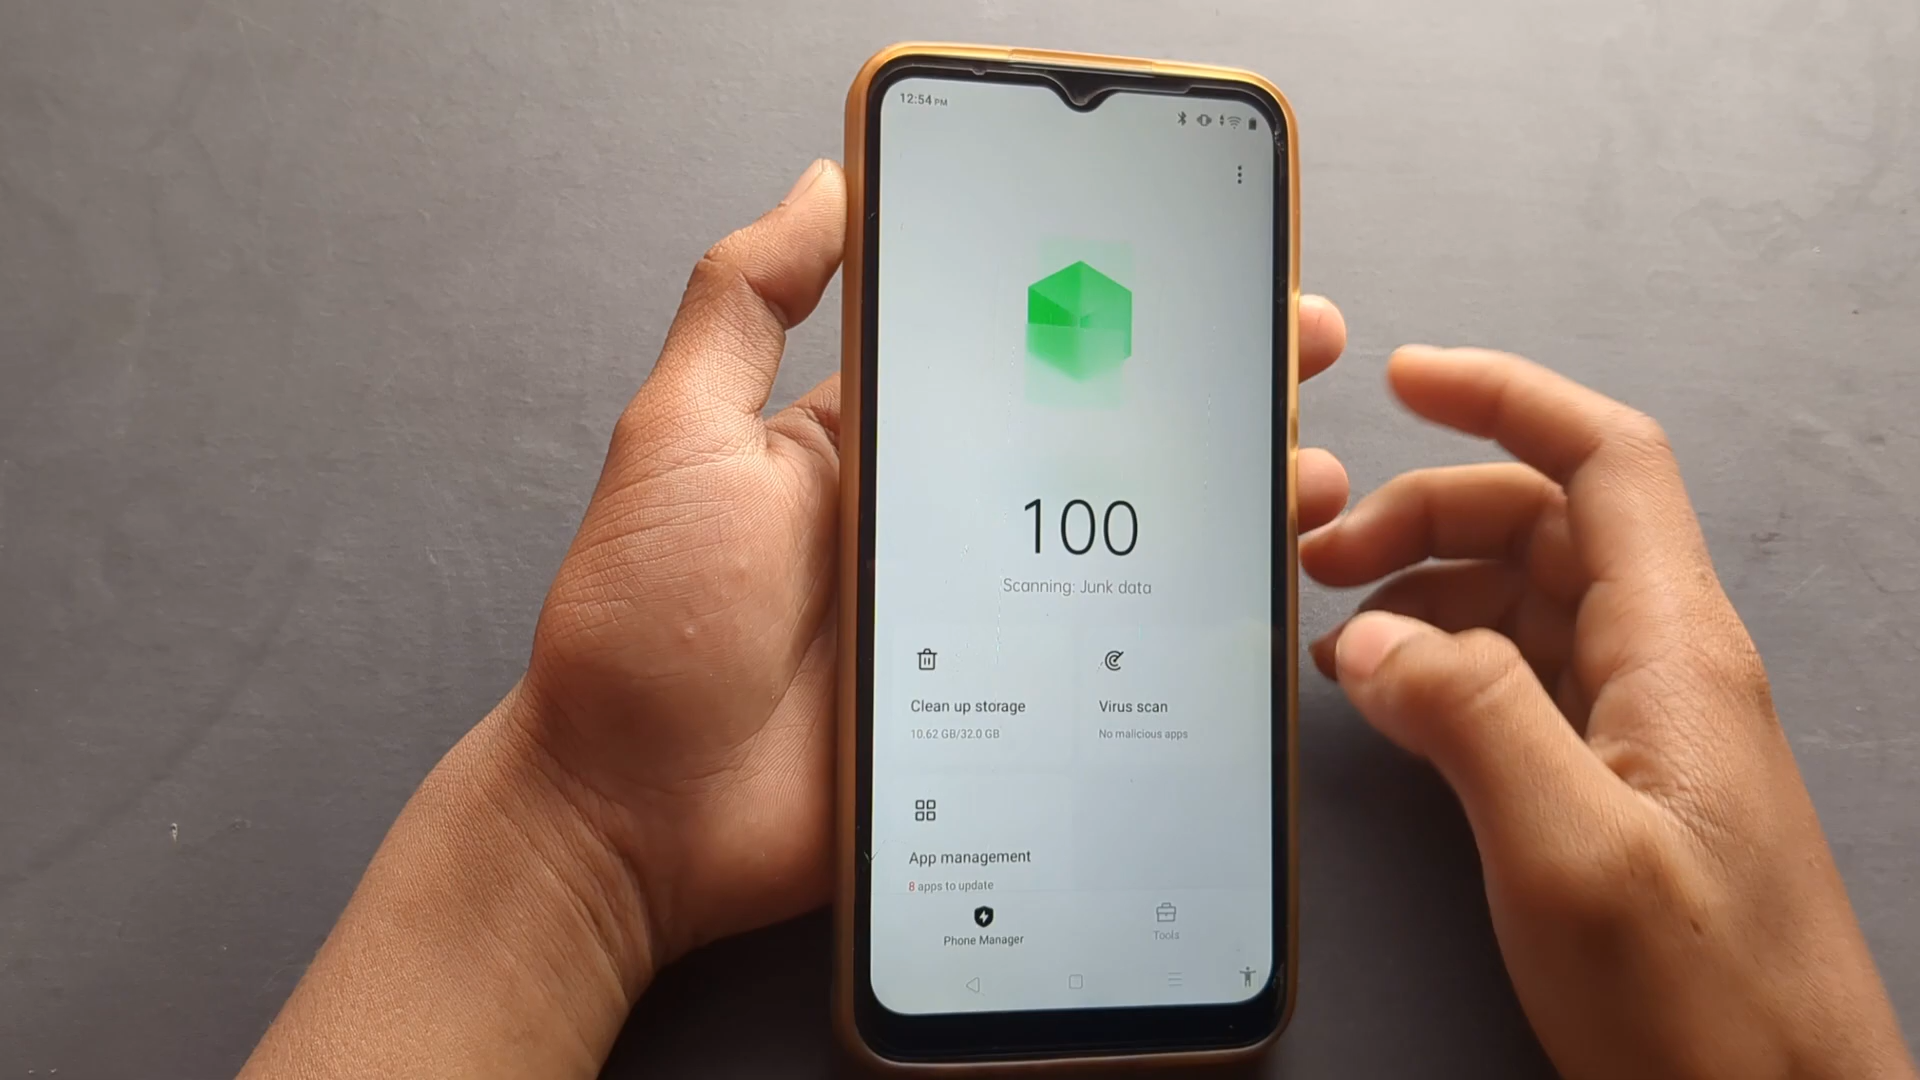 12:54 PM
100
Scanning: Junk data
Clean up storage
10.62 GB/32.0 GB
Virus scan
No malicious apps
App management
8 apps to update
Phone Manager
Tools